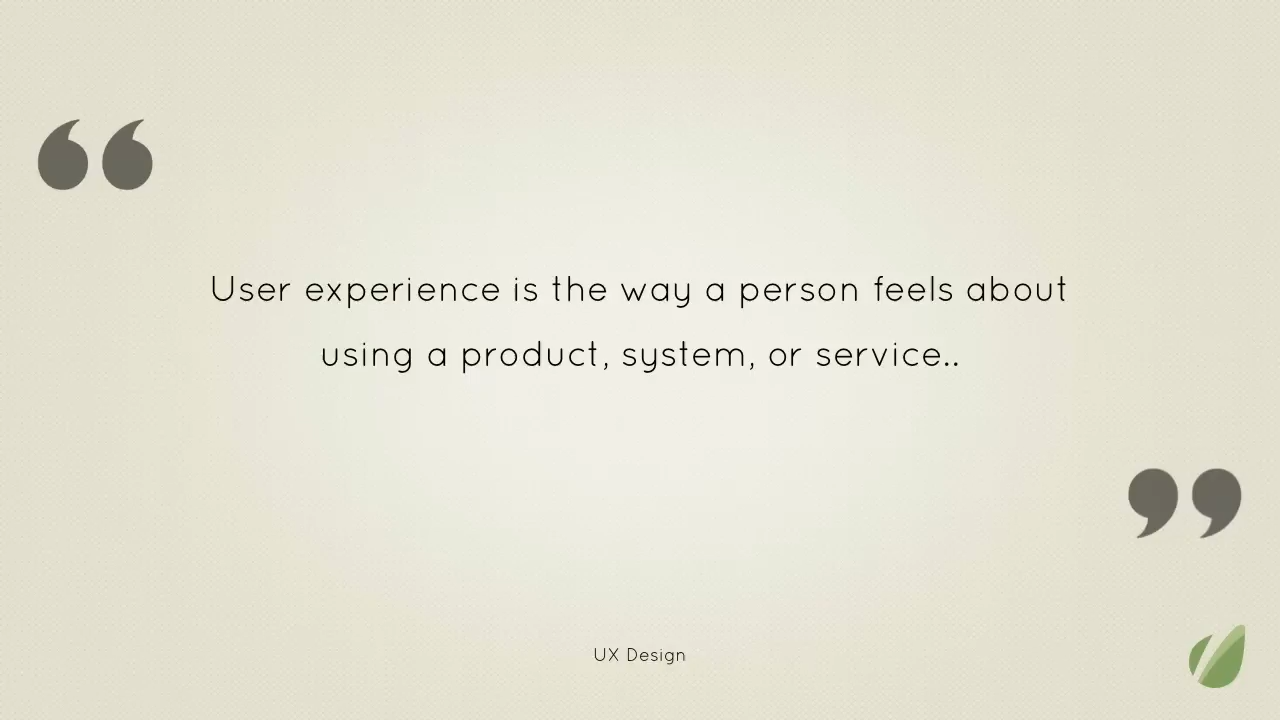 “
User experience is the way a person feels about
using a product, system, or service..
”
UX Design